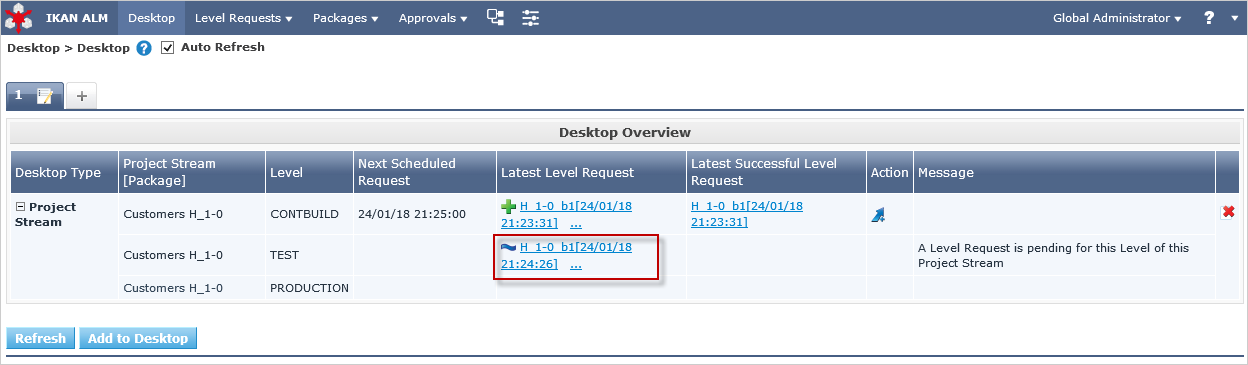 IKAN ALM Desktop Level Requests Packages Approvals Global Administrator ?
Desktop > Desktop ? Auto Refresh
1 +
Desktop Overview
Desktop Type
Project Stream
[Package]
Level
Next Scheduled
Request
Latest Level Request
Latest Successful Level
Request
Action
Message
Project
Stream
Customers H_1-0
CONTBUILD
24/01/18 21:25:00
H_1-0_b1[24/01/18
21:23:31] ...
H_1-0_b1[24/01/18
21:23:31]
Customers H_1-0
TEST
H_1-0_b1[24/01/18
21:24:26] ...
A Level Request is pending for this Level of this
Project Stream
Customers H_1-0
PRODUCTION
Refresh Add to Desktop